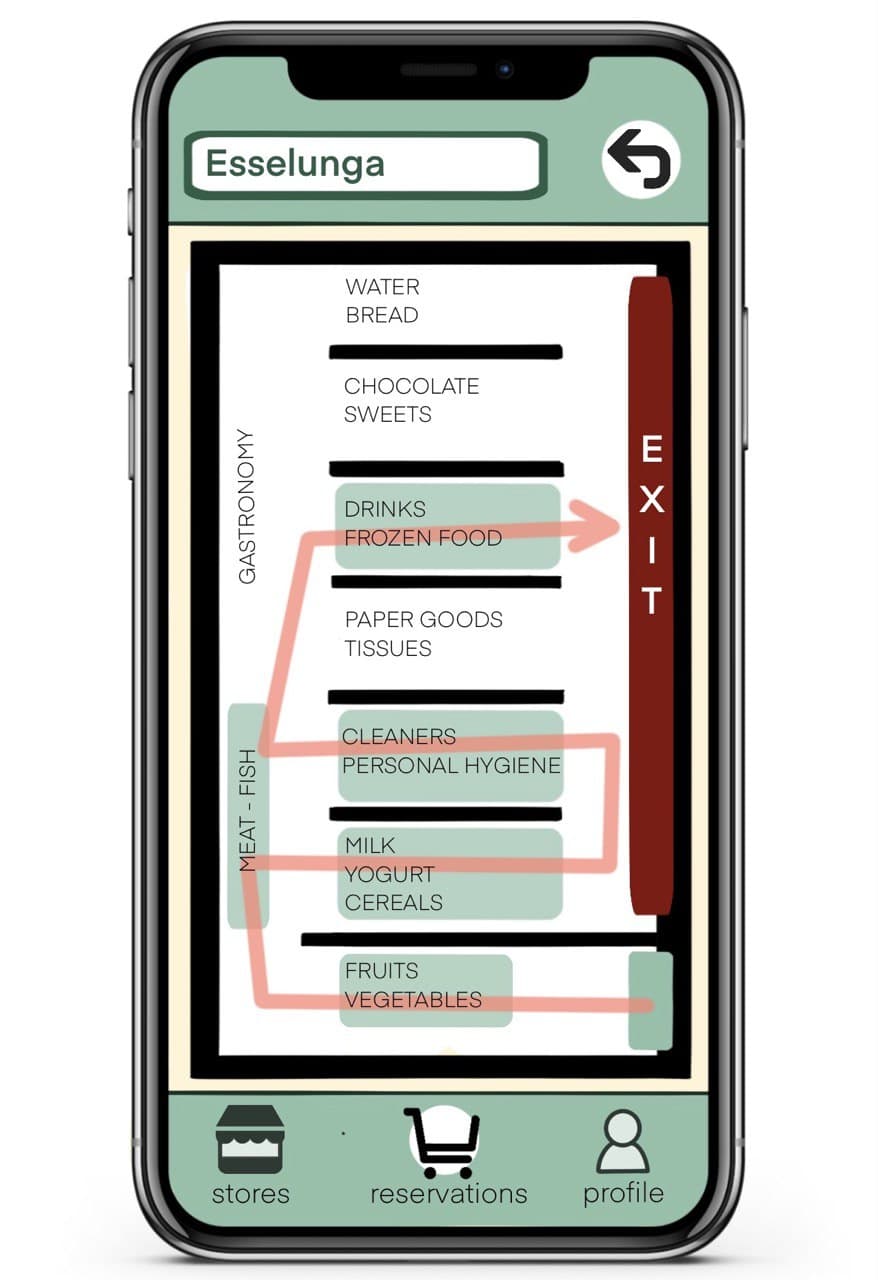 Esselunga
WATER
BREAD
CHOCOLATE
SWEETS
GASTRONOMY
DRINKS
FROZEN FOOD
EXIT
PAPER GOODS
TISSUES
CLEANERS
PERSONAL HYGIENE
MEAT - FISH
MILK
YOGURT
CEREALS
FRUITS
VEGETABLES
stores
reservations
profile